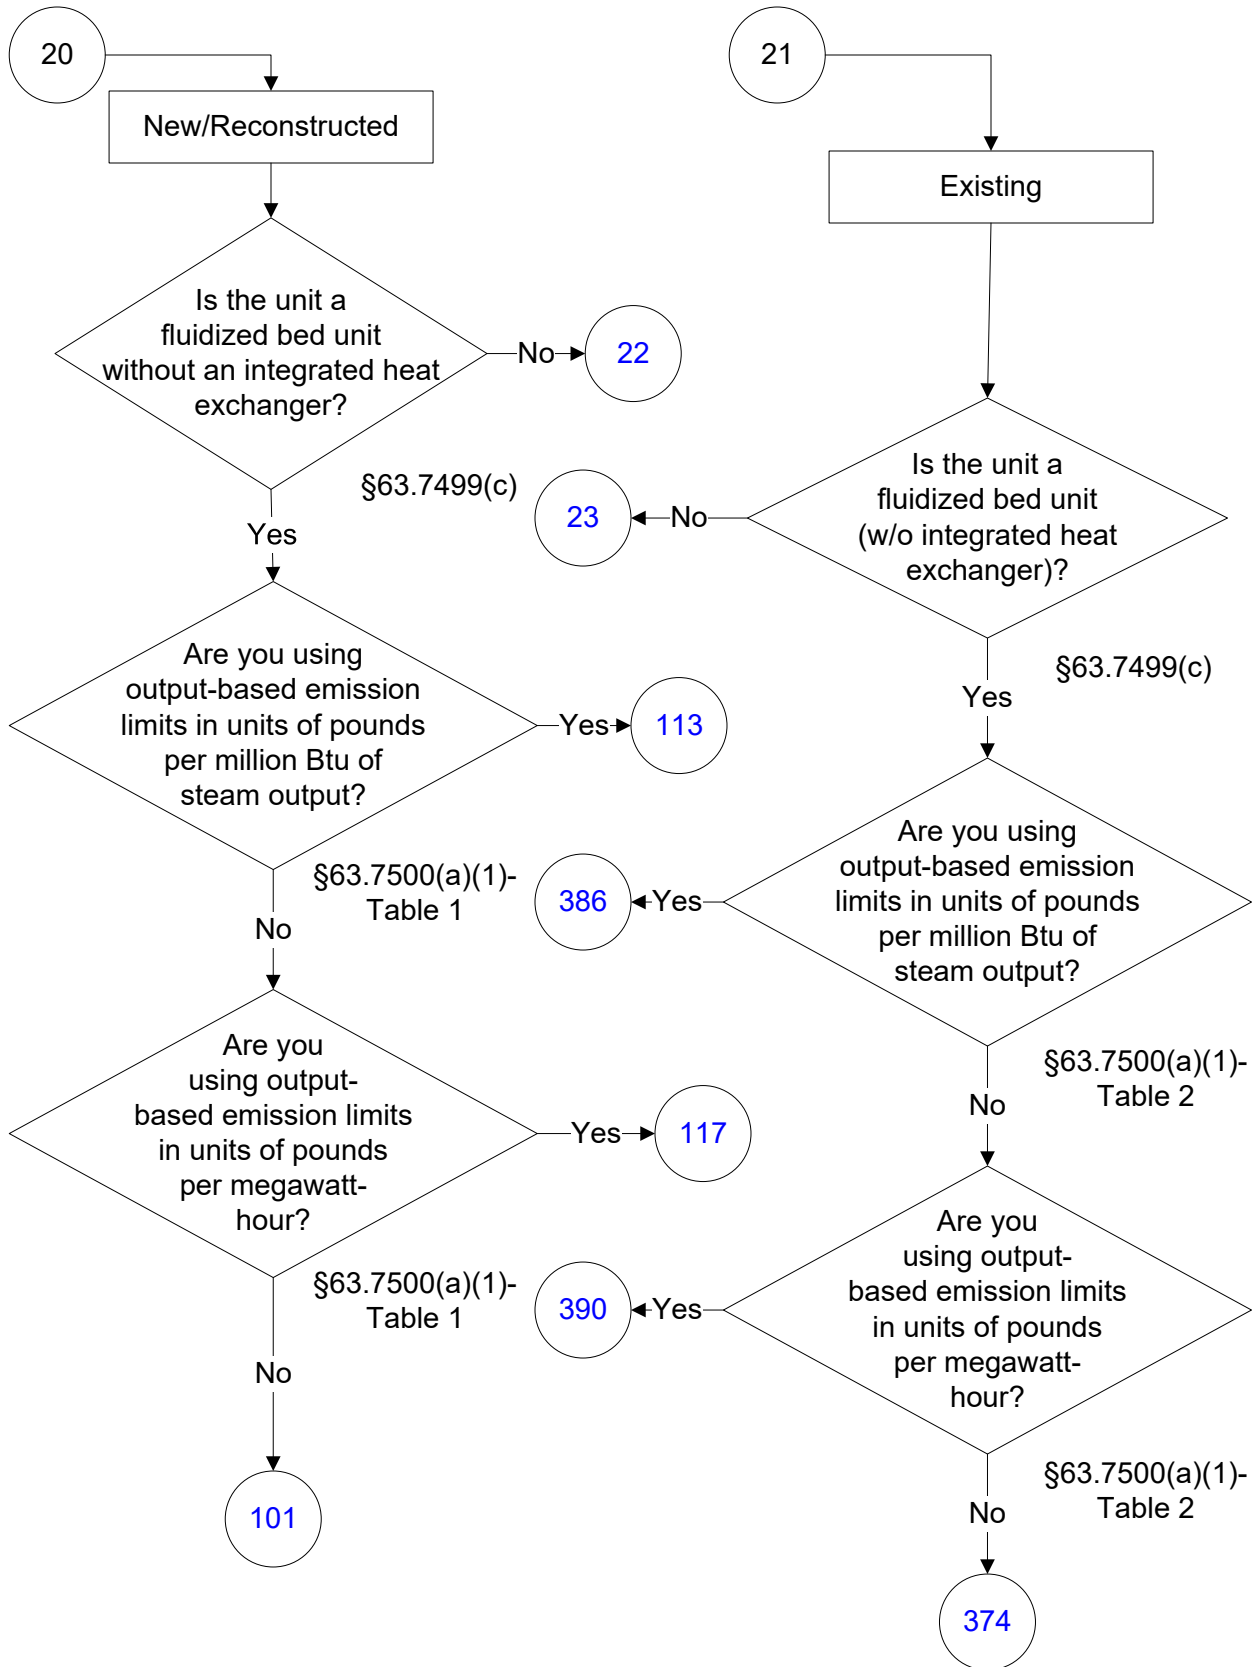 20
New/Reconstructed
Is the unit a
fluidized bed unit
without an integrated heat
exchanger?
No
22
§63.7499(c)
Yes
Are you using
output-based emission
limits in units of pounds
per million Btu of
steam output?
Yes
113
§63.7500(a)(1)-
Table 1
No
Are you
using output-
based emission limits
in units of pounds
per megawatt-
hour?
Yes
117
§63.7500(a)(1)-
Table 1
No
101
21
Existing
Is the unit a
fluidized bed unit
(w/o integrated heat
exchanger)?
No
23
§63.7499(c)
Yes
Are you using
output-based emission
limits in units of pounds
per million Btu of
steam output?
Yes
386
§63.7500(a)(1)-
Table 2
No
Are you
using output-
based emission limits
in units of pounds
per megawatt-
hour?
Yes
390
§63.7500(a)(1)-
Table 2
No
374